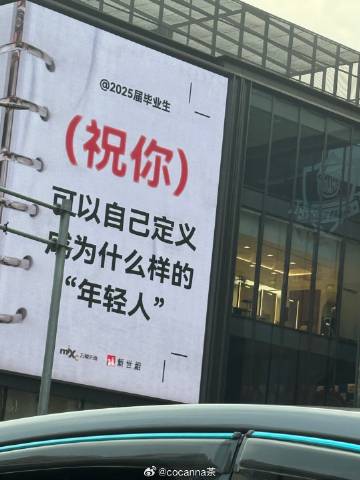 @2025届毕业生
(祝你)
可以自己定义
成为什么样的
“年轻人”
新世相
@cocanna茶